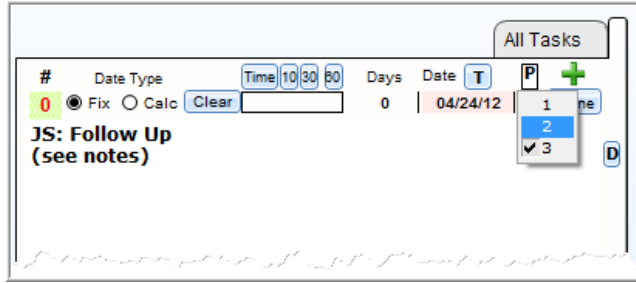 All Tasks
# Date Type Time 10 30 60 Days Date T P
0 Fix Calc Clear 0 04/24/12
1
2
3
JS: Follow Up
(see notes)
D